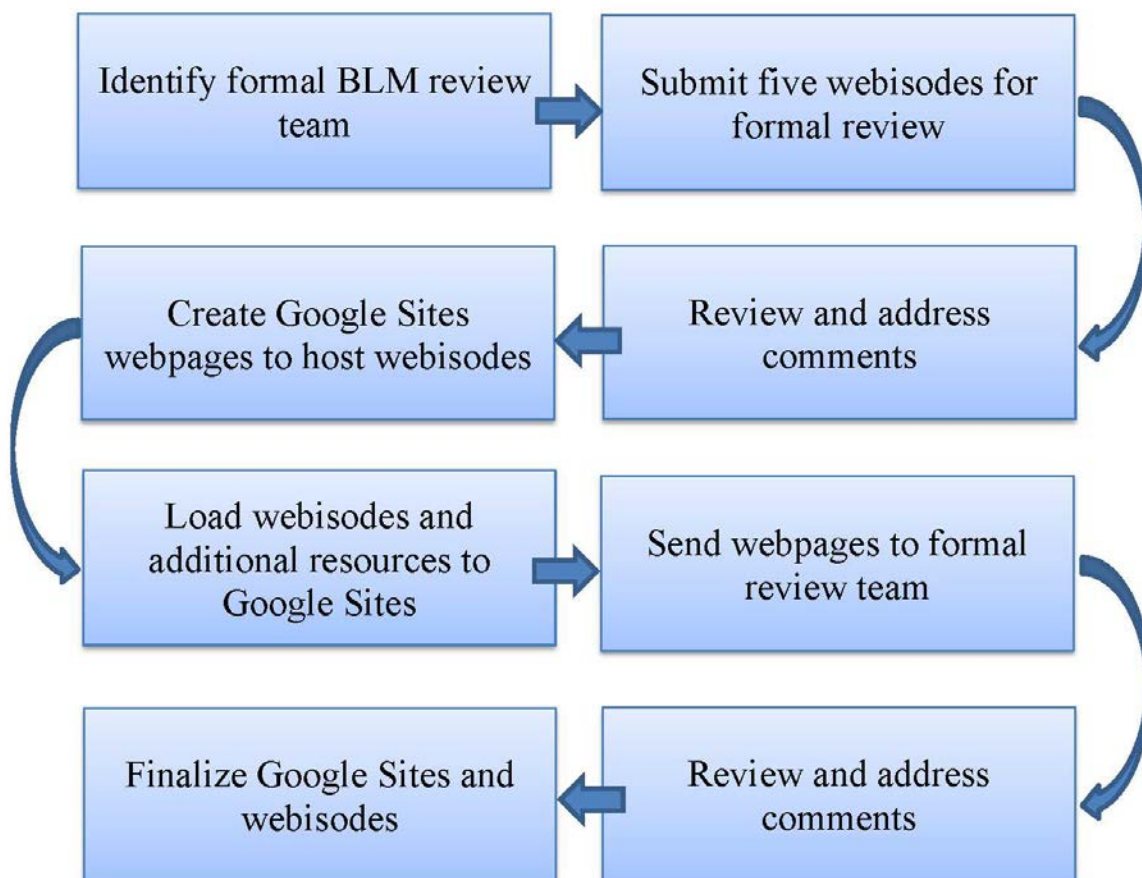 Identify formal BLM review
team
Submit five webisodes for
formal review
Review and address
comments
Create Google Sites
webpages to host webisodes
Load webisodes and
additional resources to
Google Sites
Send webpages to formal
review team
Review and address
comments
Finalize Google Sites and
webisodes